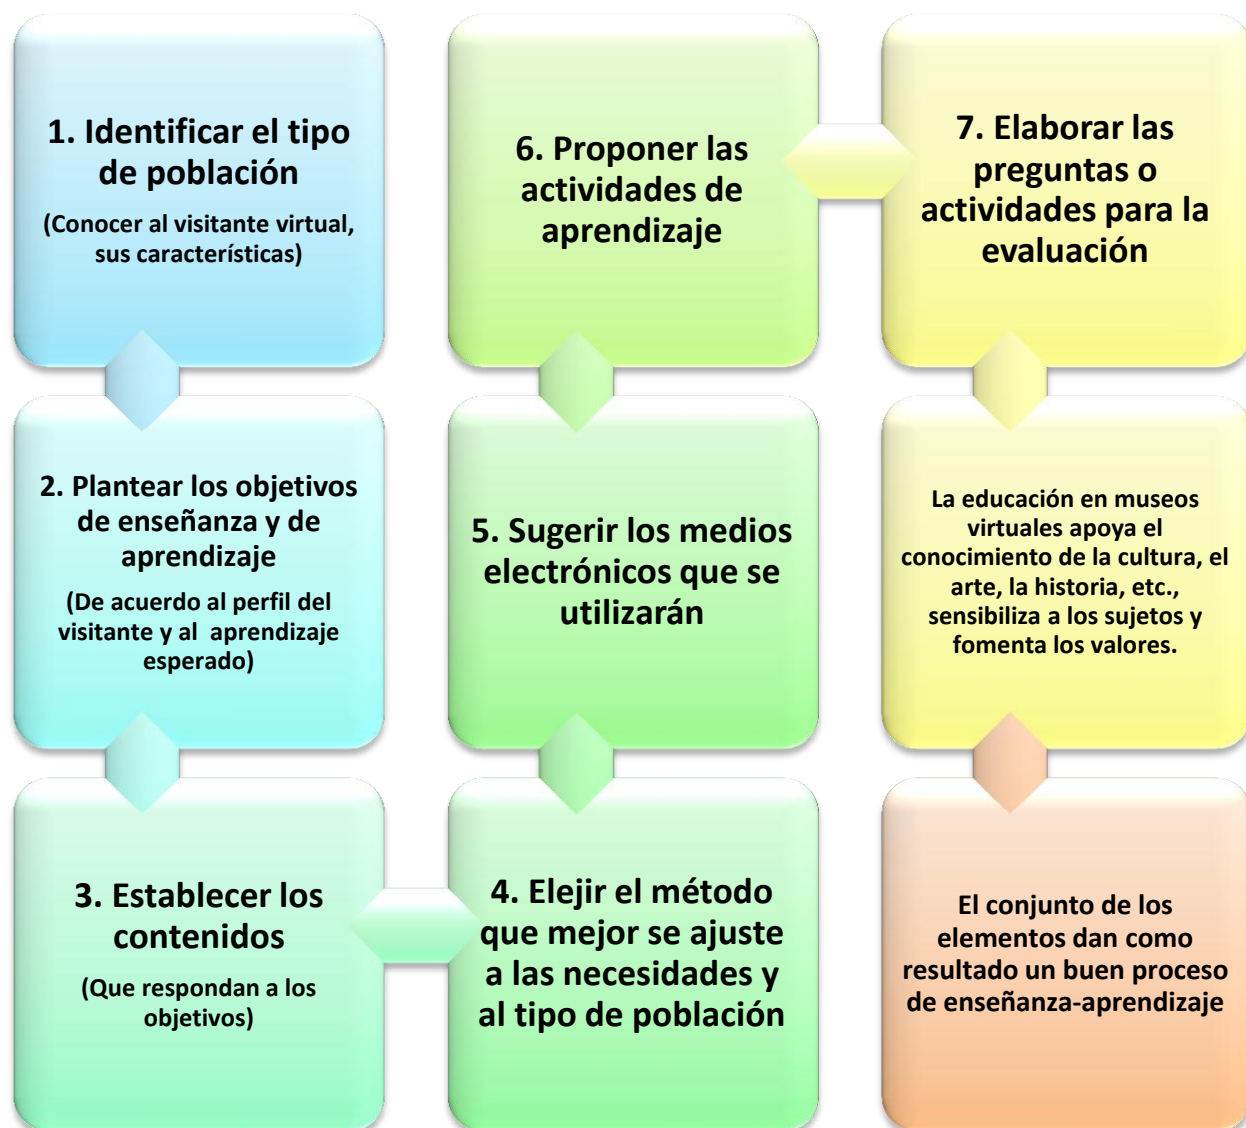 1. Identificar el tipo
de población
(Conocer al visitante virtual,
sus características)
2. Plantear los objetivos
de enseñanza y de
aprendizaje
(De acuerdo al perfil del
visitante y al aprendizaje
esperado)
3. Establecer los
contenidos
(Que respondan a los
objetivos)
4. Elejir el método
que mejor se ajuste
a las necesidades y
al tipo de población
5. Sugerir los medios
electrónicos que se
utilizarán
6. Proponer las
actividades de
aprendizaje
7. Elaborar las
preguntas o
actividades para la
evaluación
La educación en museos
virtuales apoya el
conocimiento de la cultura, el
arte, la historia, etc.,
sensibiliza a los sujetos y
fomenta los valores.
El conjunto de los
elementos dan como
resultado un buen proceso
de enseñanza-aprendizaje